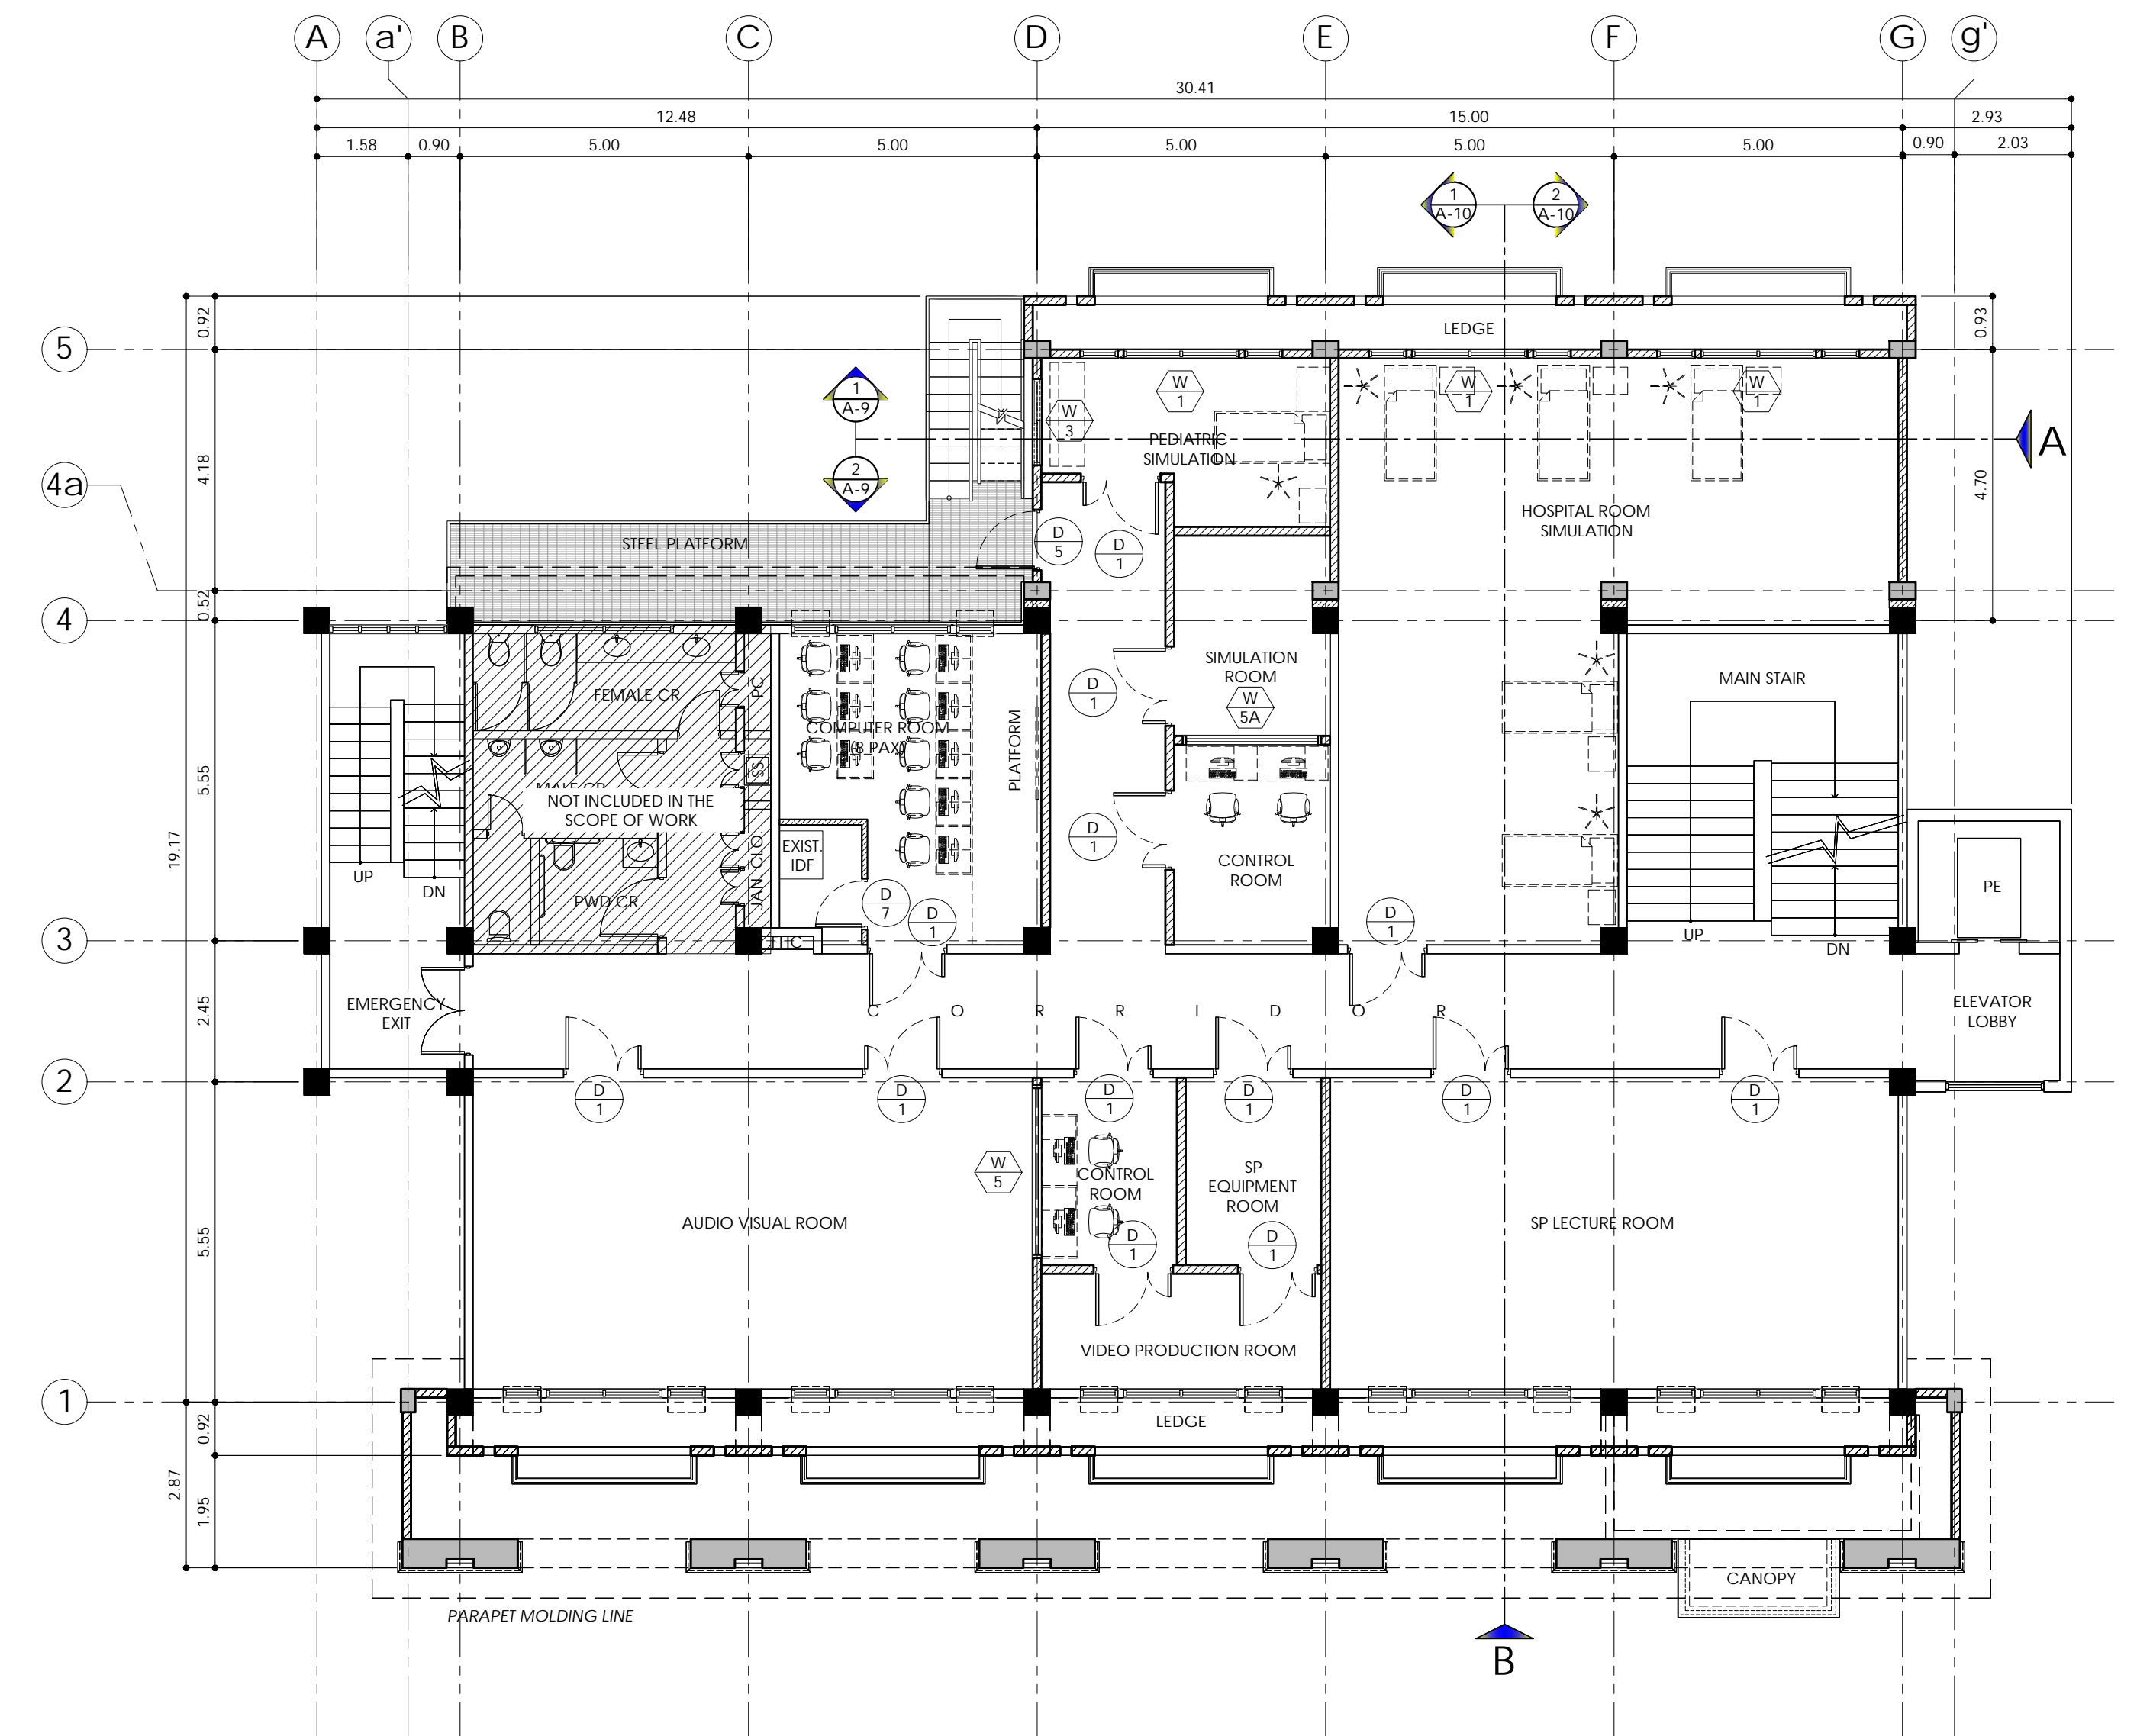 A a' B C D E F G g'
30.41
12.48 15.00 2.93
1.58 0.90 5.00 5.00 5.00 5.00 5.00 0.90 2.03
1
A-10
2
A-10
0.92
0.93
LEDGE
5
W
1
W
1
W
1
1
A-9
W
3
PEDIATRIC
SIMULATION
A
4.18
2
A-9
4a
4.70
HOSPITAL ROOM
SIMULATION
STEEL PLATFORM
D
5
D
1
0.52
4
SIMULATION
ROOM
W
5A
MAIN STAIR
FEMALE CR
PC
D
1
COMPUTER ROOM
(8 PAX)
PLATFORM
5.55
SS
MALE CR
NOT INCLUDED IN THE
SCOPE OF WORK
D
1
19.17
EXIST.
IDF
CONTROL
ROOM
JAN CLO.
UP
DN
PWD CR
PE
D
7
D
1
D
1
UP
DN
3
FHC
2.45
EMERGENCY
EXIT
CORRIDOR
ELEVATOR
LOBBY
2
D
1
D
1
D
1
D
1
D
1
D
1
W
5
CONTROL
ROOM
SP
EQUIPMENT
ROOM
AUDIO VISUAL ROOM
SP LECTURE ROOM
5.55
D
1
D
1
VIDEO PRODUCTION ROOM
1
LEDGE
0.92
2.87
1.95
CANOPY
PARAPET MOLDING LINE
B